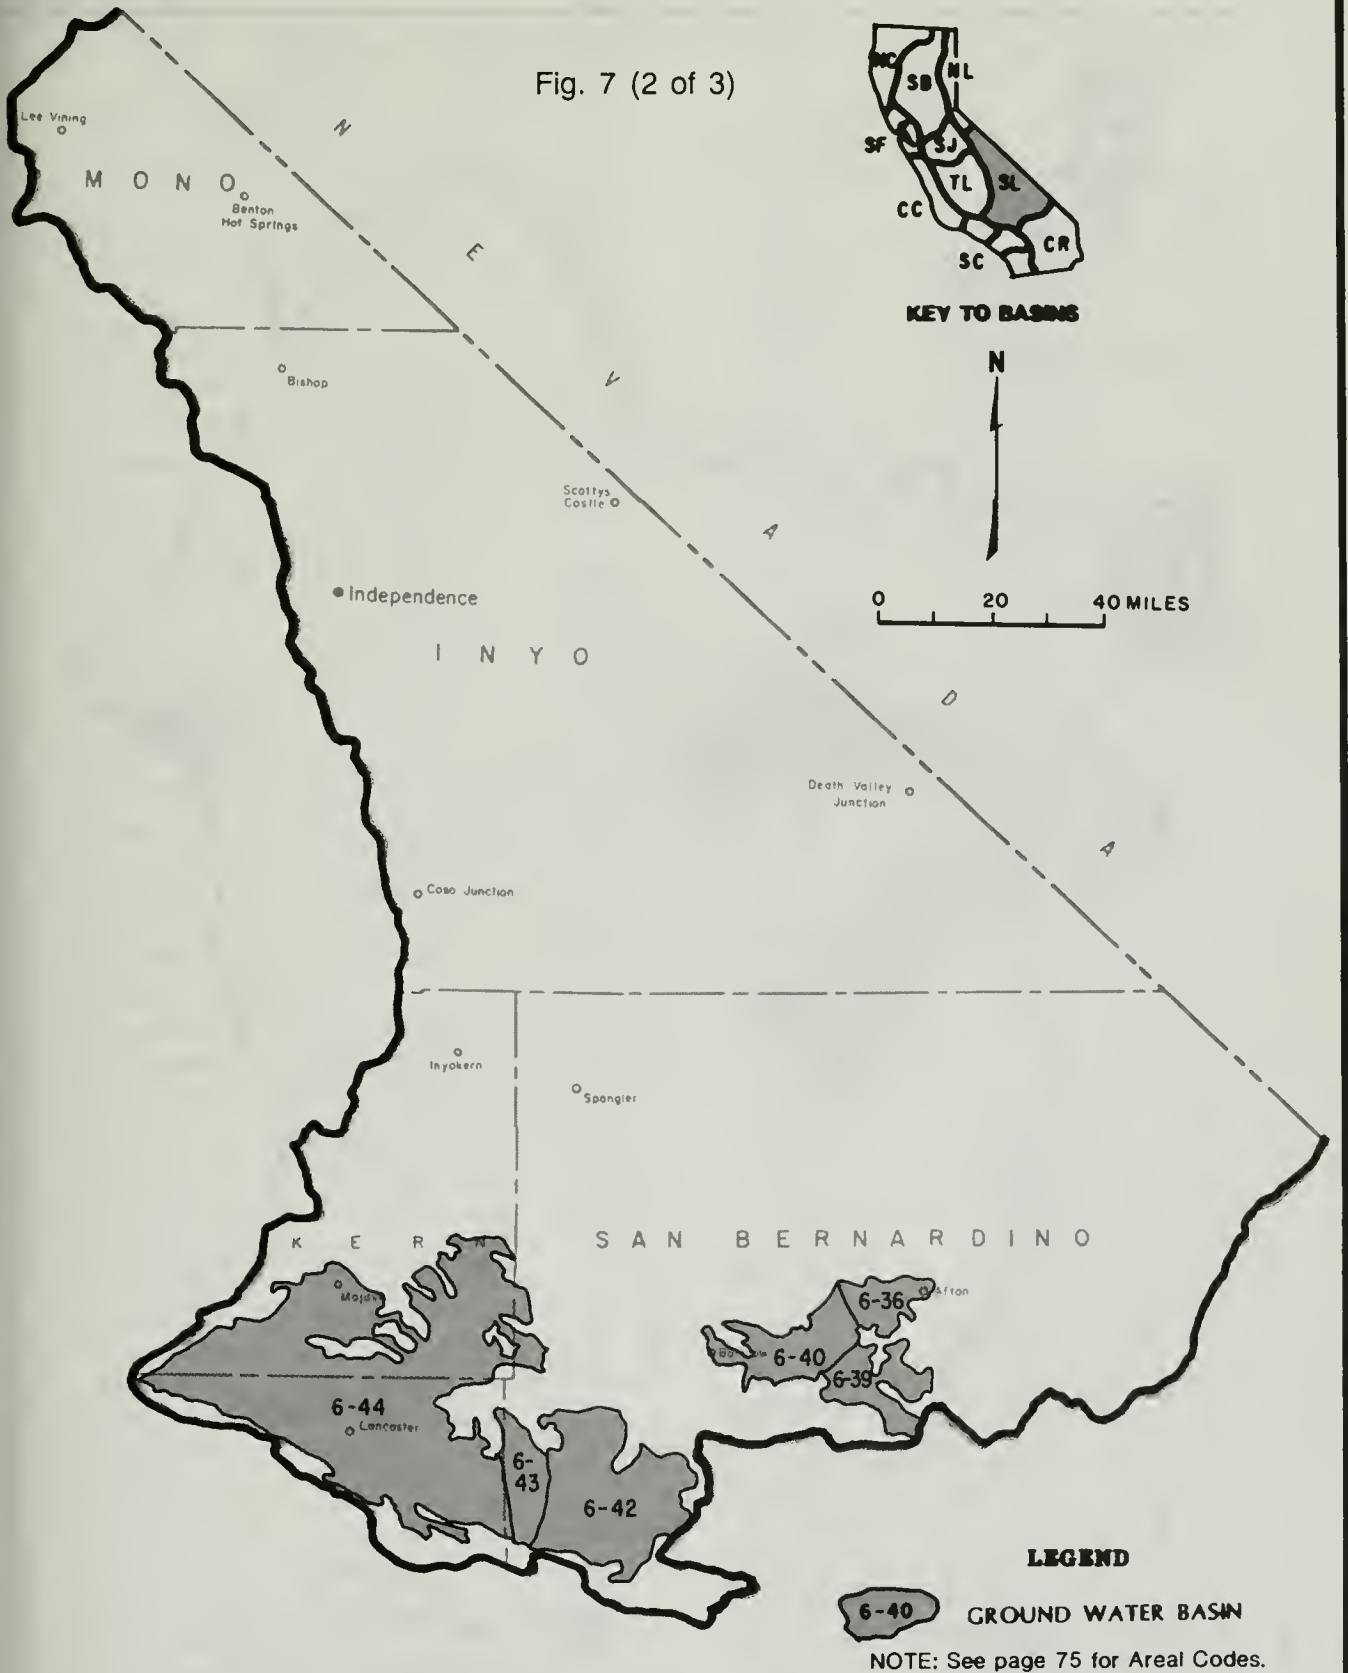 Fig. 7 (2 of 3)
NC
SB
NL
SF
SJ
TL
SL
CC
SC
CR
KEY TO BASINS
N
0 20 40 MILES
NEVADA
Lee Vining
MONO
Benton
Hot Springs
Bishop
Scottys
Castle
Independence
INYO
Death Valley
Junction
Coso Junction
Inyokern
Spangler
KERN
SAN BERNARDINO
Mojave
6-36
Afton
6-40
6-39
6-44
Lancaster
6-
43
6-42
LEGEND
6-40 GROUND WATER BASIN
NOTE: See page 75 for Areal Codes.